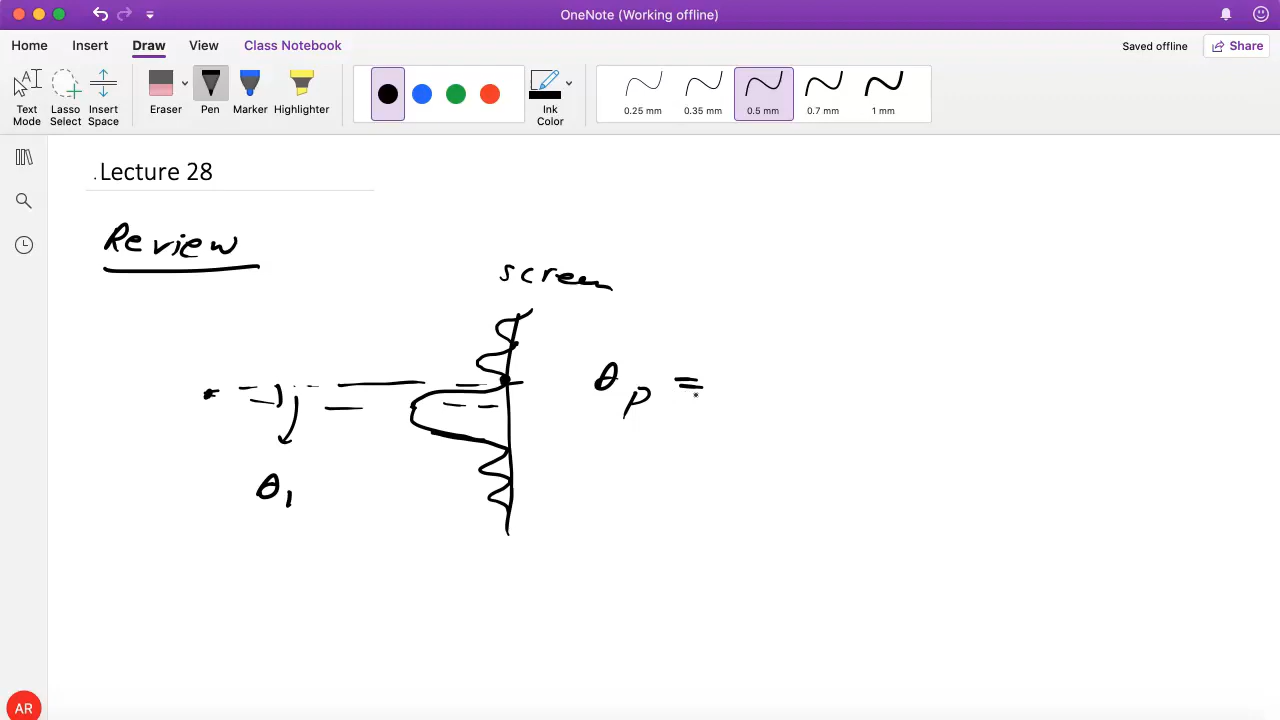 OneNote (Working offline)
Home Insert Draw View Class Notebook
Saved offline Share
Text Mode
Lasso Select
Insert Space
Eraser
Pen
Marker
Highlighter
Ink Color
0.25 mm 0.35 mm 0.5 mm 0.7 mm 1 mm
.Lecture 28
Review
screen
θp =
θ1
AR